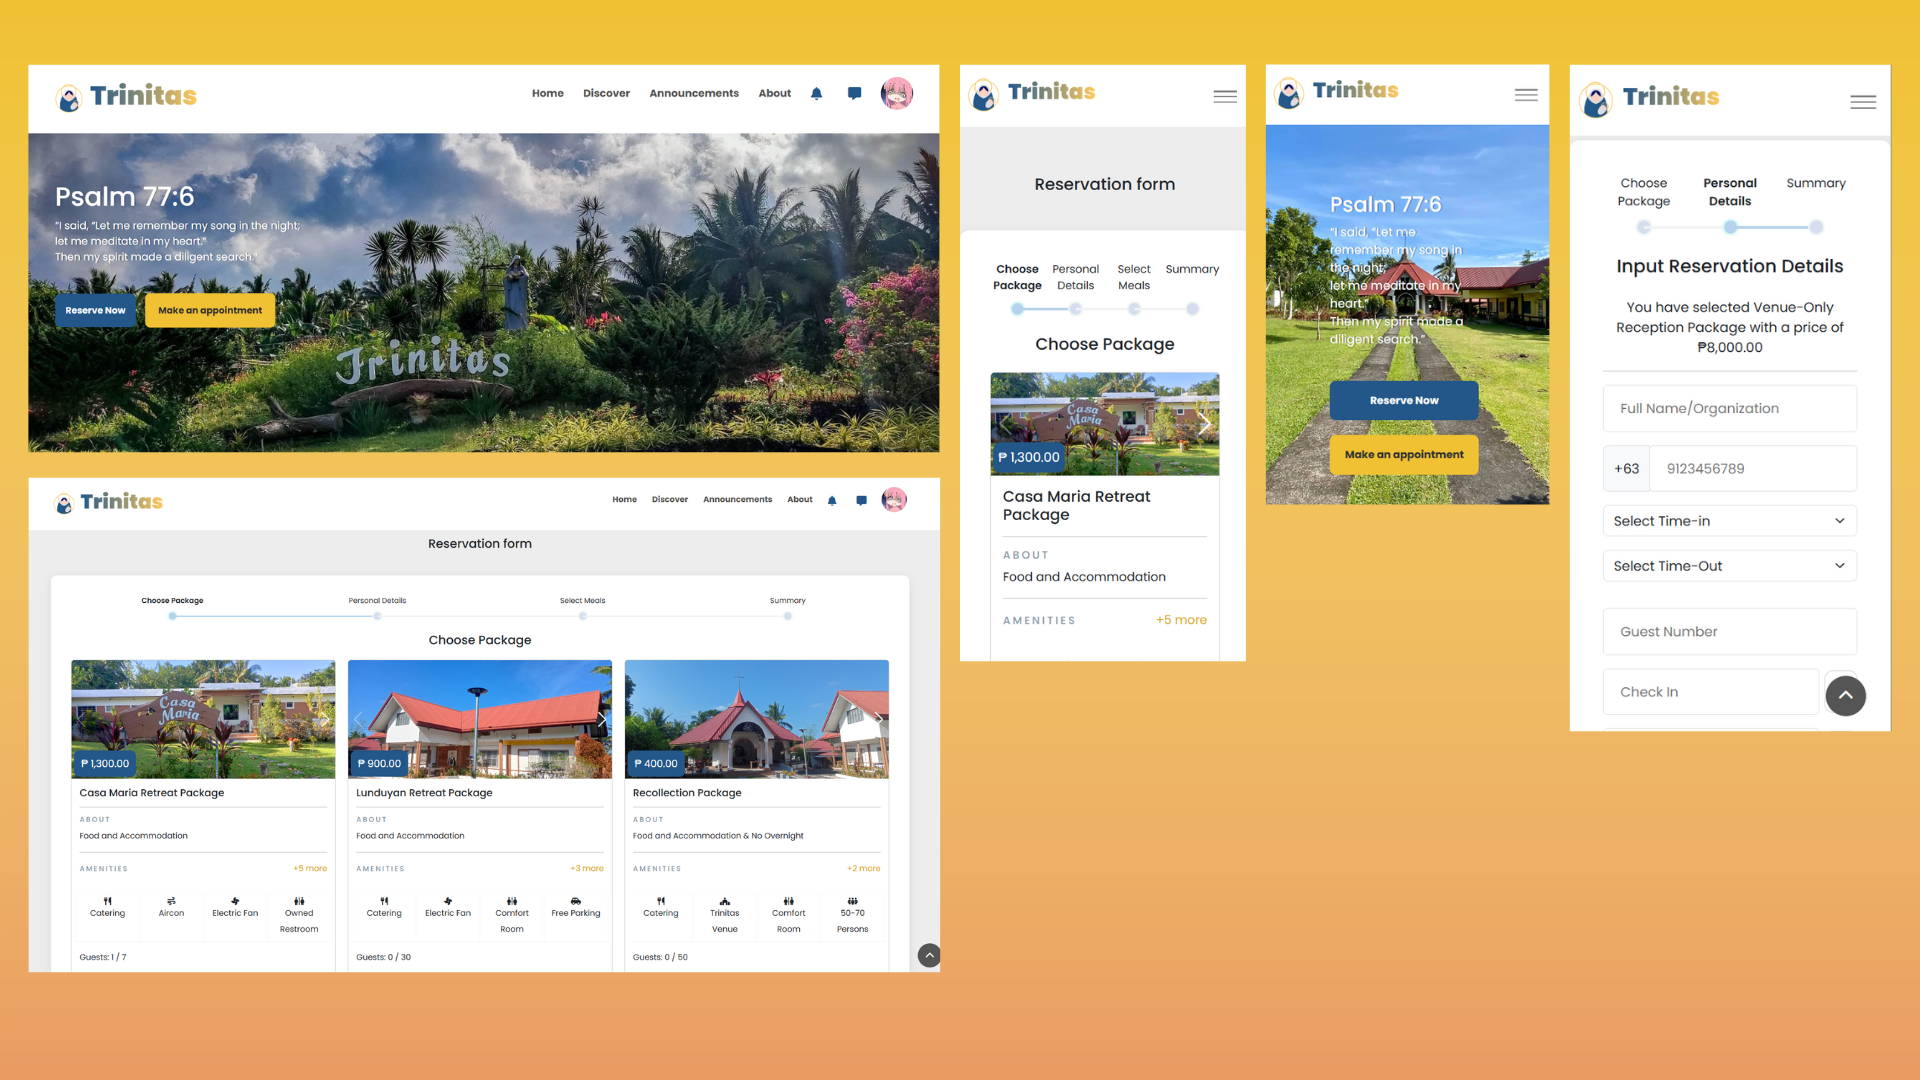 Trinitas
Home Discover Announcements About
Psalm 77:6
“I said, “Let me remember my song in the night;
let me meditate in my heart.”
Then my spirit made a diligent search.”
Reserve Now Make an appointment
Trinitas
Trinitas
Home Discover Announcements About
Reservation form
Choose Package Personal Details Select Meals Summary
Choose Package
Casa
Maria
₱ 1,300.00
₱ 900.00
₱ 400.00
Casa Maria Retreat Package
ABOUT
Food and Accommodation
AMENITIES +5 more
Catering Aircon Electric Fan Owned
Restroom
Guests: 1 / 7
Lunduyan Retreat Package
ABOUT
Food and Accommodation
AMENITIES +3 more
Catering Electric Fan Comfort
Room Free Parking
Guests: 0 / 30
Recollection Package
ABOUT
Food and Accommodation & No Overnight
AMENITIES +2 more
Catering Trinitas
Venue Comfort
Room 50-70
Persons
Guests: 0 / 50
Trinitas
Reservation form
Choose
Package Personal
Details Select
Meals Summary
Choose Package
Casa
Maria
₱ 1,300.00
Casa Maria Retreat
Package
ABOUT
Food and Accommodation
AMENITIES +5 more
Trinitas
Psalm 77:6
“I said, “Let me
remember my song in
the night;
let me meditate in my
heart.”
Then my spirit made a
diligent search.”
Reserve Now
Make an appointment
Trinitas
Choose
Package Personal
Details Summary
Input Reservation Details
You have selected Venue-Only
Reception Package with a price of
₱8,000.00
Full Name/Organization
+63 9123456789
Select Time-in
Select Time-Out
Guest Number
Check In